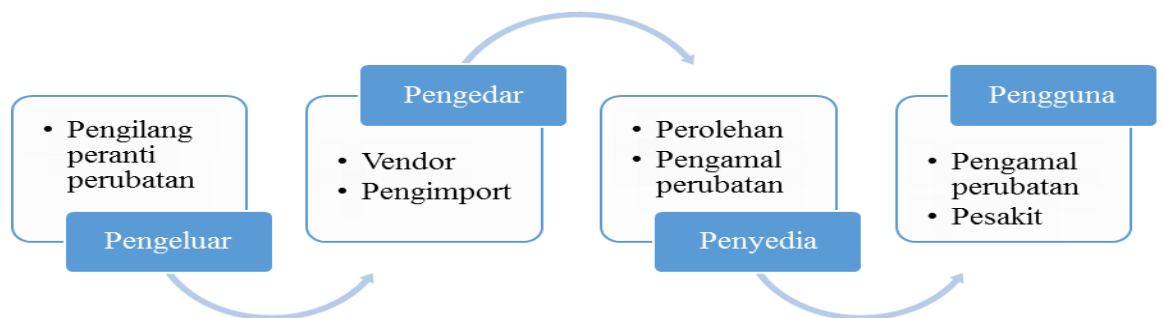 • Pengilang
peranti
perubatan
Pengeluar
Pengedar
• Vendor
• Pengimport
• Perolehan
• Pengamal
perubatan
Penyedia
Pengguna
• Pengamal
perubatan
• Pesakit